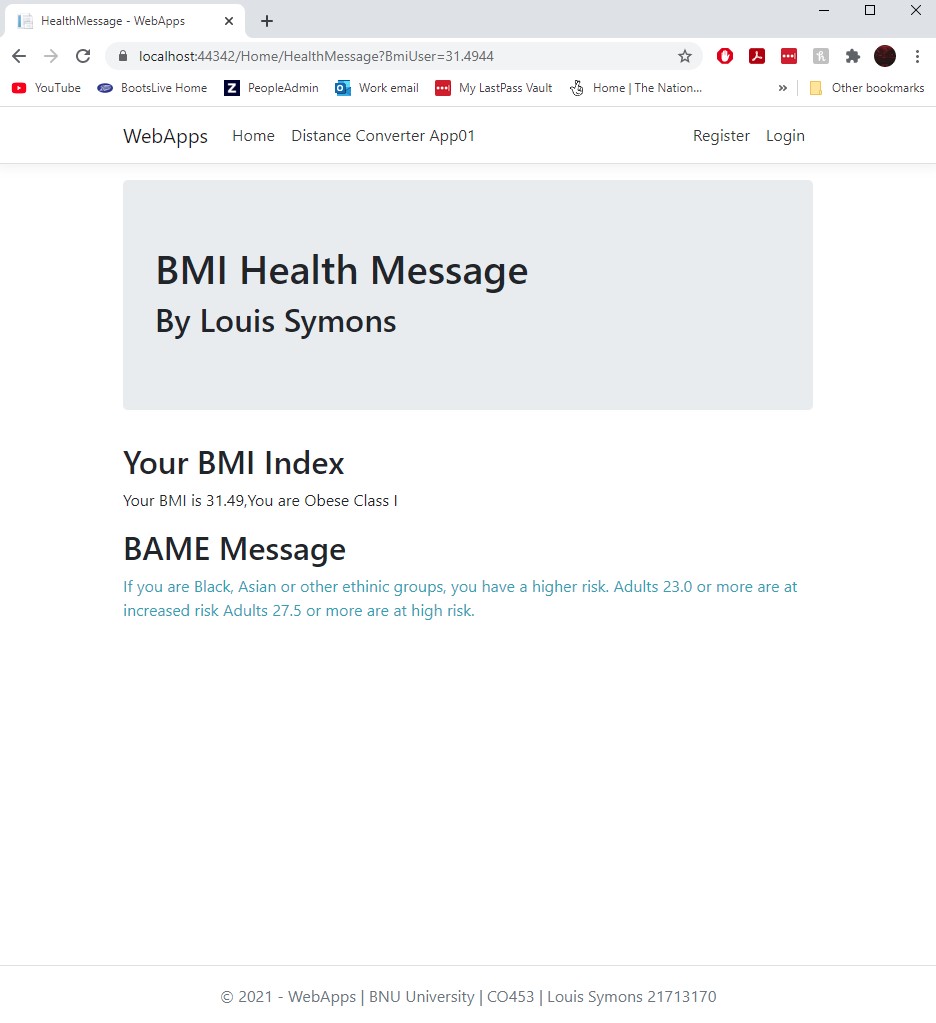 HealthMessage - WebApps
localhost:44342/Home/HealthMessage?BmiUser=31.4944
YouTube BootsLive Home Z PeopleAdmin Work email My LastPass Vault Home | The Nation... » Other bookmarks
WebApps Home Distance Converter App01 Register Login
BMI Health Message
By Louis Symons
Your BMI Index
Your BMI is 31.49,You are Obese Class I
BAME Message
If you are Black, Asian or other ethinic groups, you have a higher risk. Adults 23.0 or more are at
increased risk Adults 27.5 or more are at high risk.
© 2021 - WebApps | BNU University | CO453 | Louis Symons 21713170